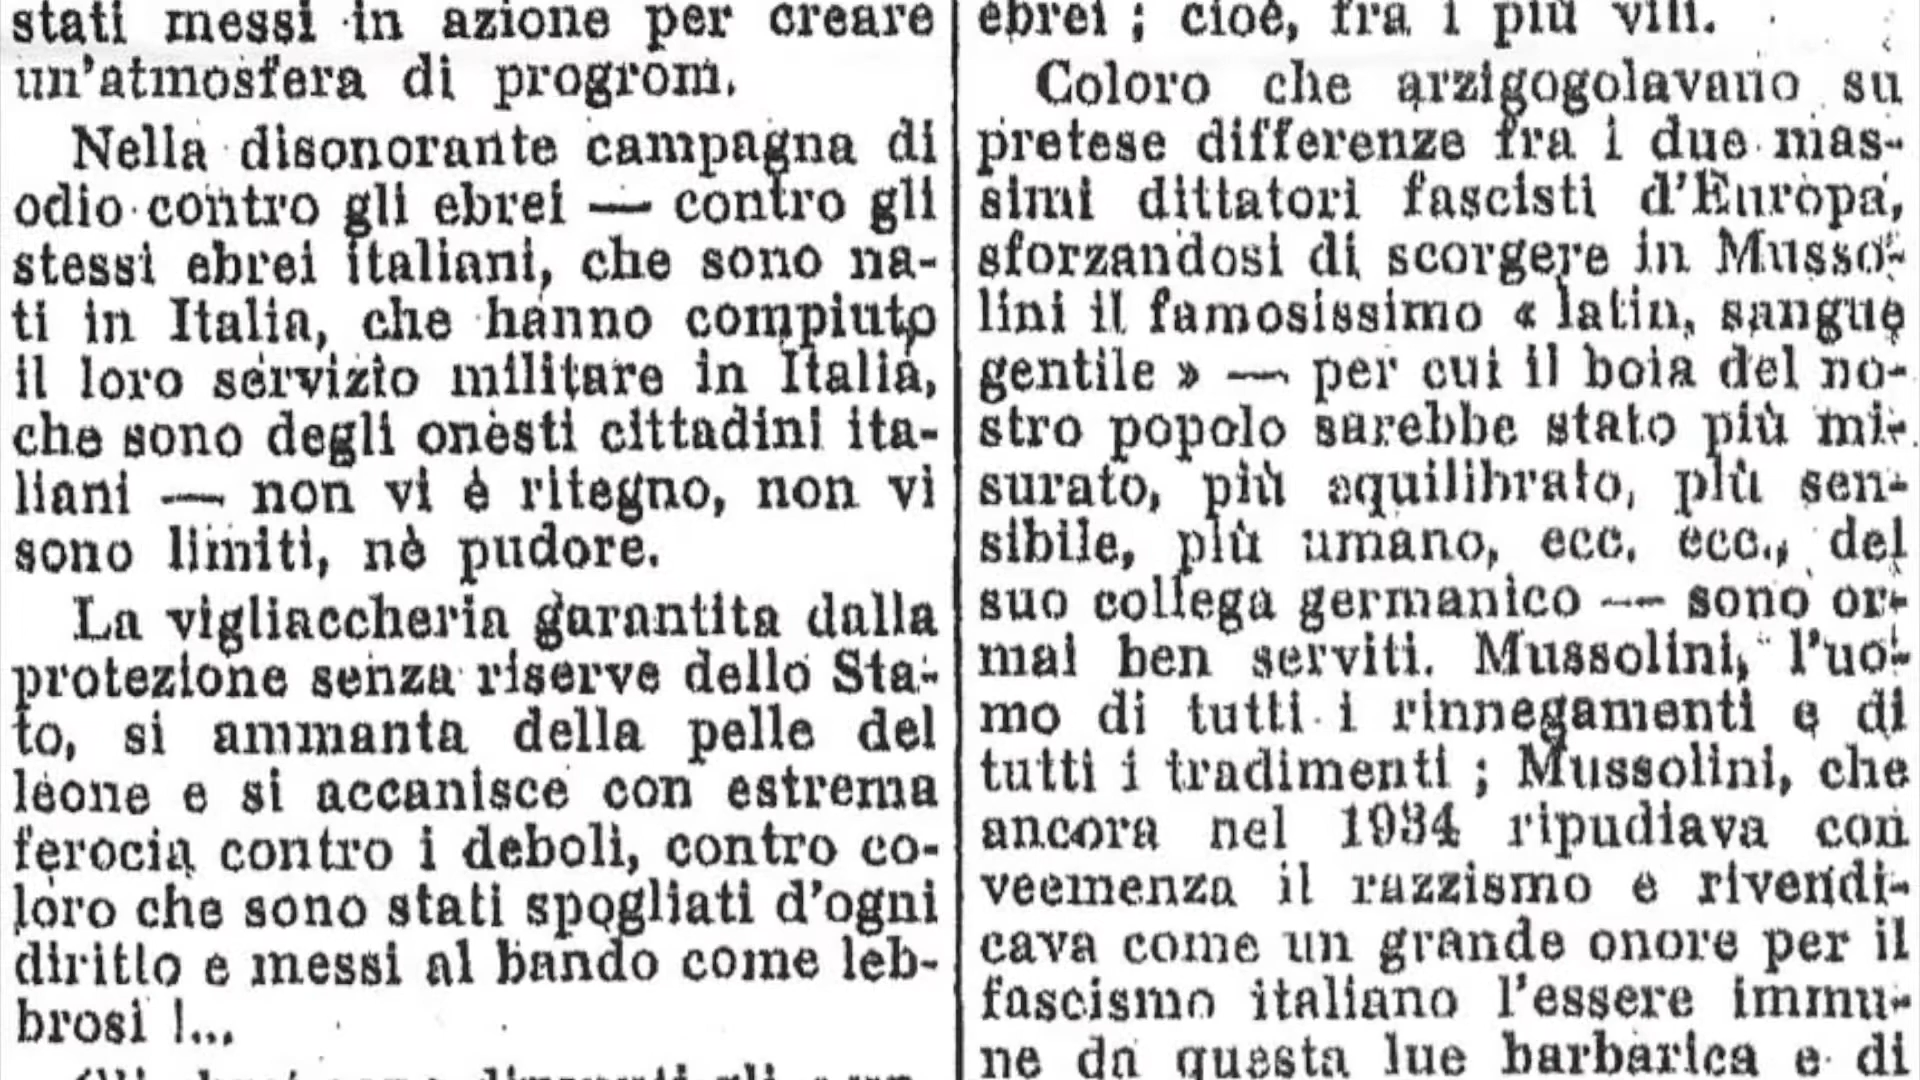 stati messi in azione per creare
un'atmosfera di progrom.
Nella disonorante campagna di
odio contro gli ebrei — contro gli
stessi ebrei italiani, che sono na-
ti in Italia, che hanno compiuto
il loro servizio militare in Italia,
che sono degli onesti cittadini ita-
liani — non vi è ritegno, non vi
sono limiti, nè pudore.
La vigliaccheria garantita dalla
protezione senza riserve dello Sta-
to, si ammanta della pelle del
leone e si accanisce con estrema
ferocia contro i deboli, contro co-
loro che sono stati spogliati d'ogni
diritto e messi al bando come leb-
brosi !...
ebrei ; cioè, fra i più vili.
Coloro che arzigogolavano su
pretese differenze fra i due mas-
simi dittatori fascisti d'Europa,
sforzandosi di scorgere in Musso-
lini il famosissimo « latin, sangue
gentile » — per cui il boia del no-
stro popolo sarebbe stato più mi-
surato, più equilibrato, più sen-
sibile, più umano, ecc. ecc., del
suo collega germanico — sono or-
mai ben serviti. Mussolini, l'uo-
mo di tutti i rinnegamenti e di
tutti i tradimenti ; Mussolini, che
ancora nel 1934 ripudiava con
veemenza il razzismo e rivendi-
cava come un grande onore per il
fascismo italiano l'essere immu-
ne da questa lue barbarica e di